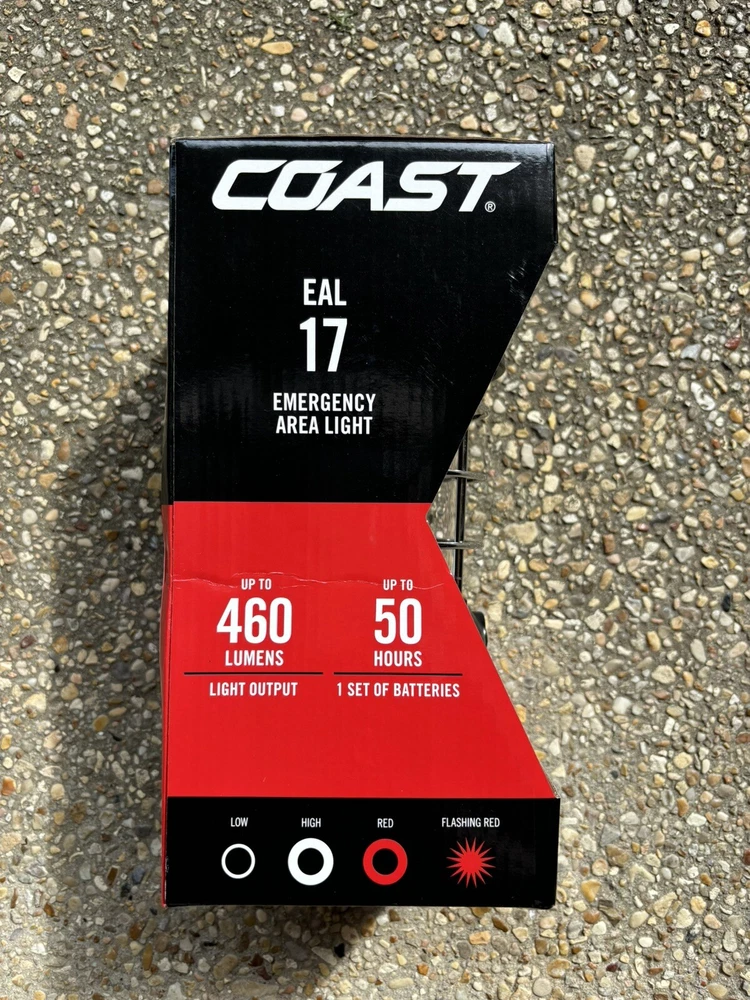 COAST®
EAL
17
EMERGENCY
AREA LIGHT
UP TO
460
LUMENS
LIGHT OUTPUT
UP TO
50
HOURS
1 SET OF BATTERIES
LOW
HIGH
RED
FLASHING RED